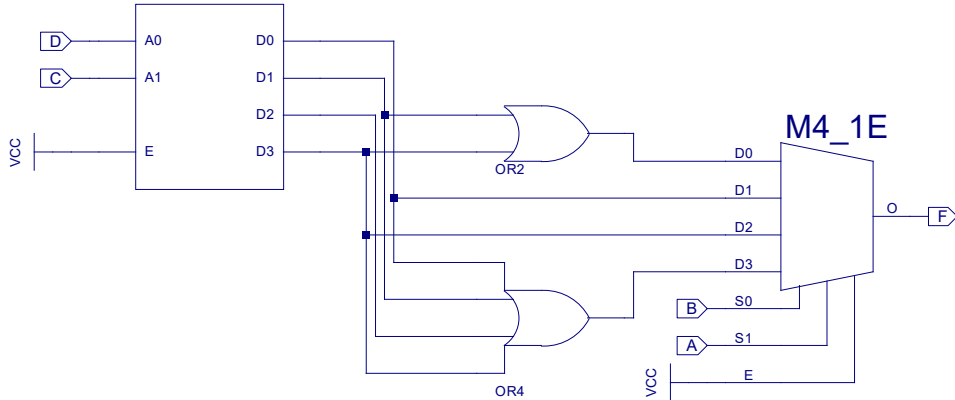 D
A0
D0
C
A1
D1
D2
VCC
E
D3
OR2
M4_1E
D0
D1
D2
D3
O
F
B
S0
A
S1
VCC
E
OR4